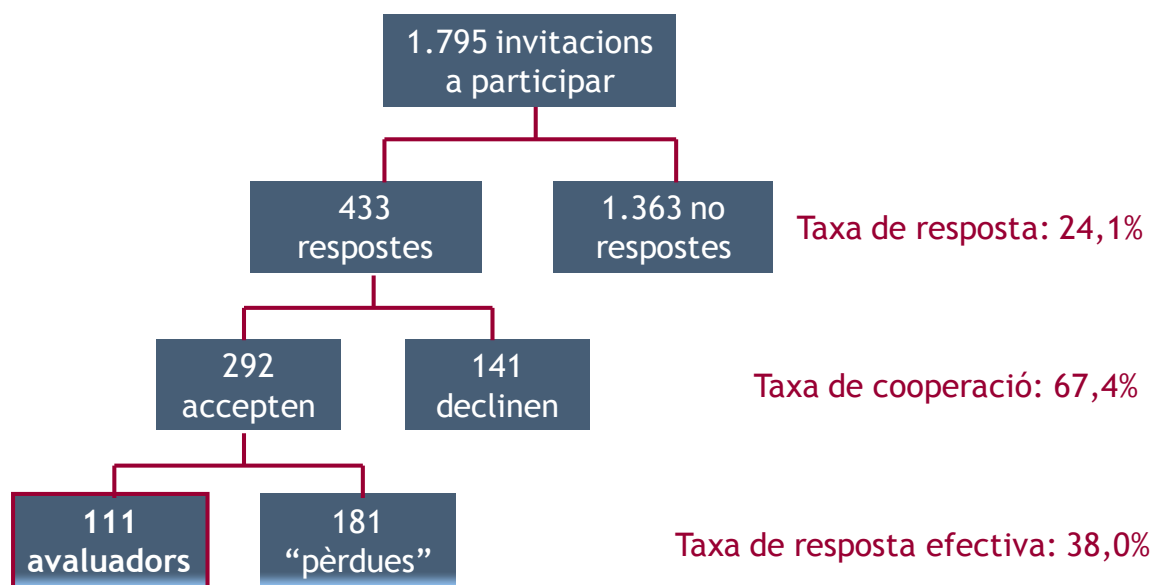 1.795 invitacions
a participar
433
respostes
1.363 no
respostes
Taxa de resposta: 24,1%
292
accepten
141
declinen
Taxa de cooperació: 67,4%
111
avaluadors
181
“pèrdues”
Taxa de resposta efectiva: 38,0%